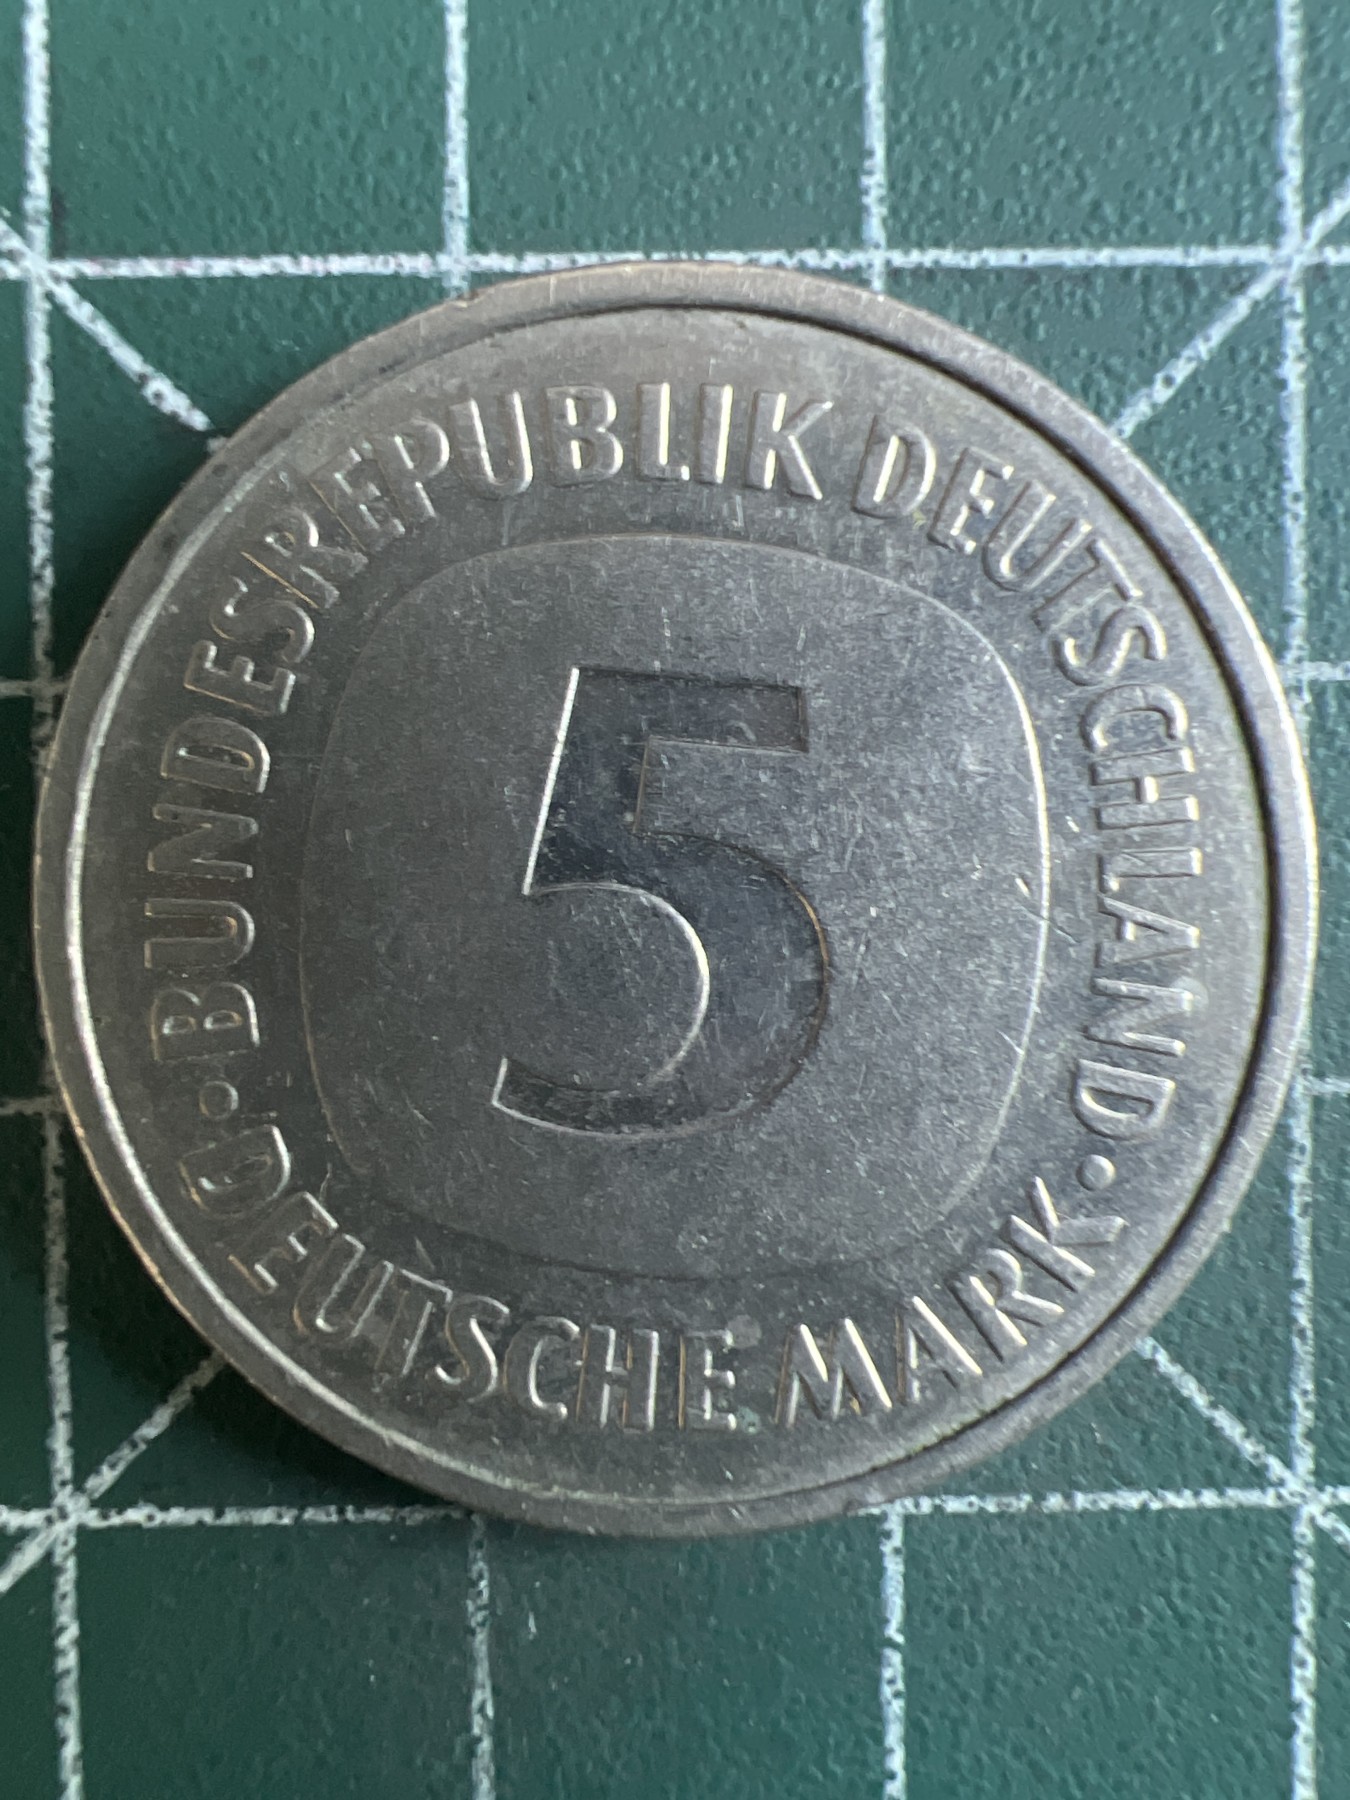 BUNDESREPUBLIK DEUTSCHLAND
5
DEUTSCHE MARK